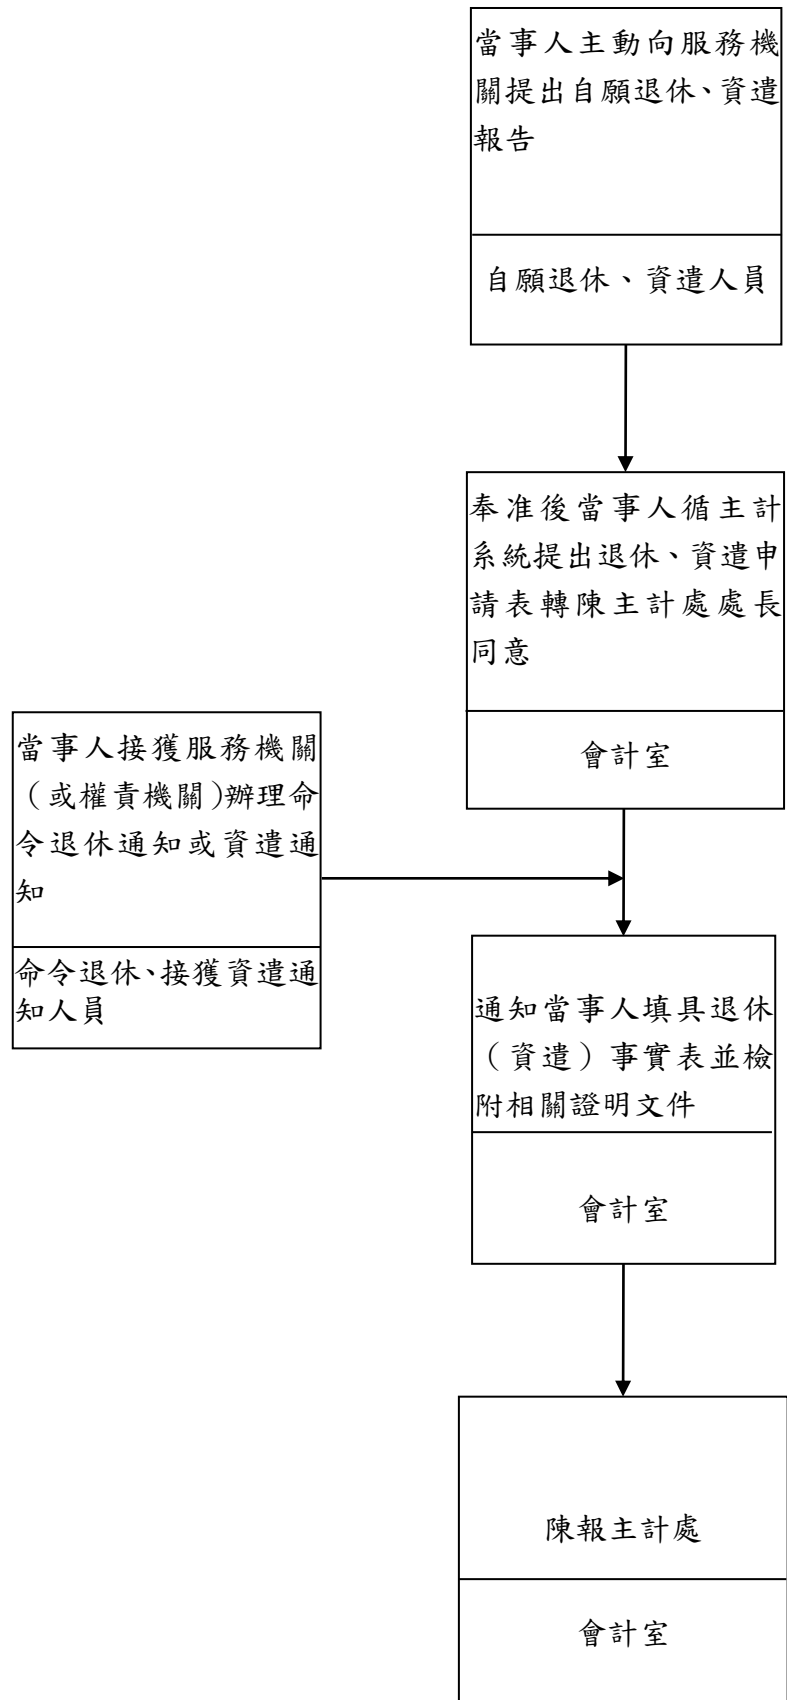 當事人主動向服務機
關提出自願退休、資遣
報告
自願退休、資遣人員
奉准後當事人循主計
系統提出退休、資遣申
請表轉陳主計處處長
同意
會計室
當事人接獲服務機關
（或權責機關）辦理命
令退休通知或資遣通
知
命令退休、接獲資遣通
知人員
通知當事人填具退休
（資遣）事實表並檢
附相關證明文件
會計室
陳報主計處
會計室